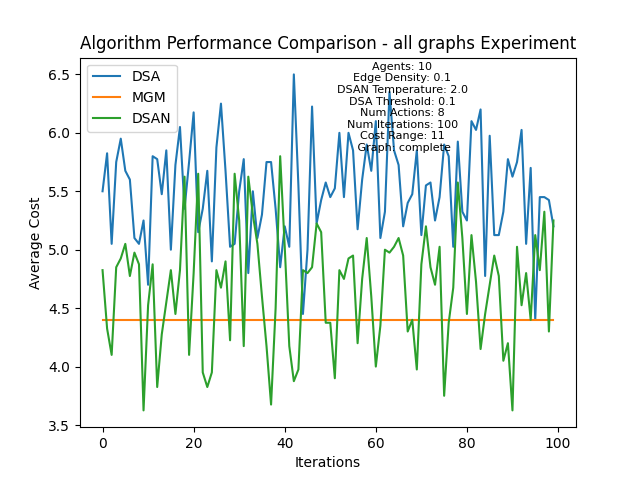 Algorithm Performance Comparison - all graphs Experiment
DSA
MGM
DSAN
Agents: 10
Edge Density: 0.1
DSAN Temperature: 2.0
DSA Threshold: 0.1
Num Actions: 8
Num Iterations: 100
Cost Range: 11
Graph: complete
Average Cost
6.5
6.0
5.5
5.0
4.5
4.0
3.5
0 20 40 60 80 100
Iterations